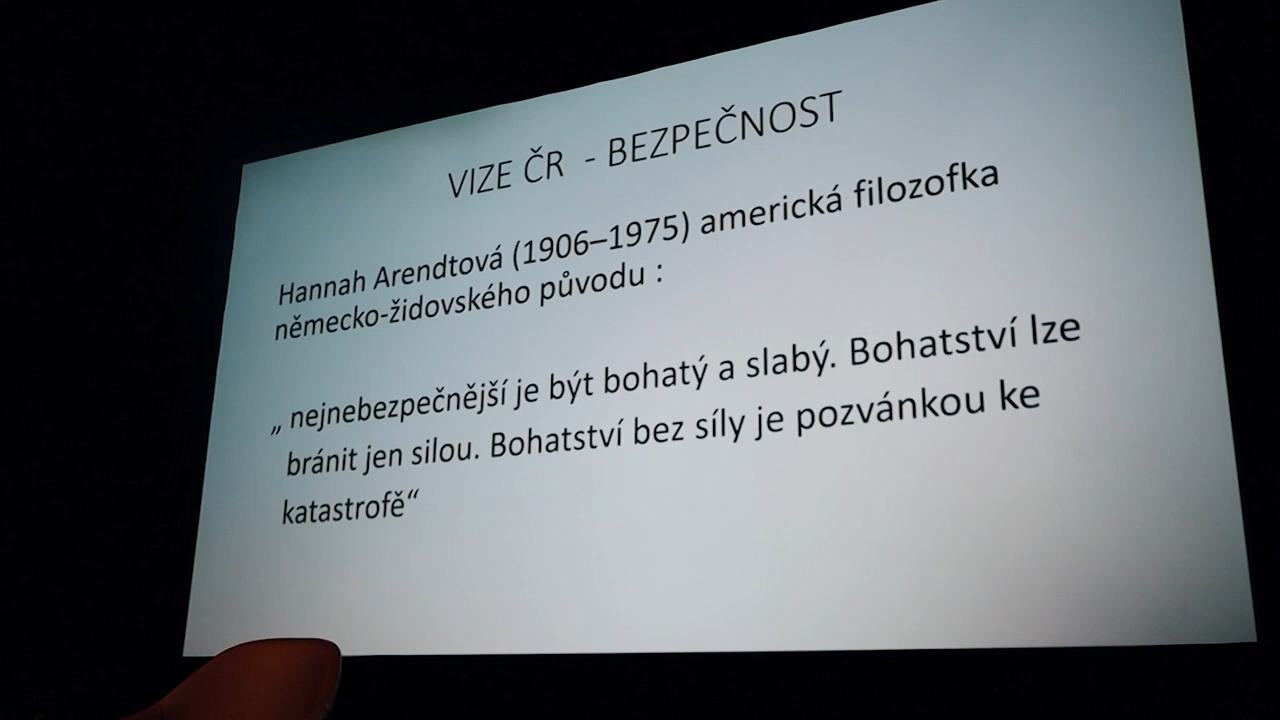 VIZE ČR - BEZPEČNOST
Hannah Arendtová (1906–1975) americká filozofka
německo-židovského původu :
„ nejnebezpečnější je být bohatý a slabý. Bohatství lze
bránit jen silou. Bohatství bez síly je pozvánkou ke
katastrofě“